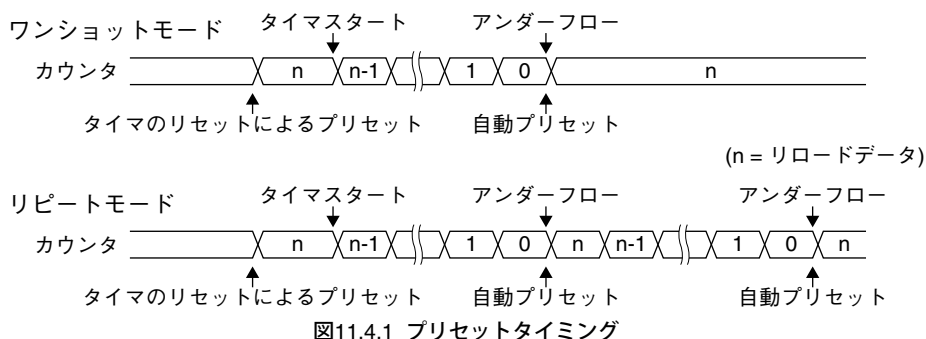 ワンショットモード
タイマスタート
アンダーフロー
カウンタ
n n-1 1 0 n
タイマのリセットによるプリセット
自動プリセット
(n = リロードデータ)
リピートモード
タイマスタート
アンダーフロー
アンダーフロー
カウンタ
n n-1 1 0 n n-1 1 0 n
タイマのリセットによるプリセット
自動プリセット
自動プリセット
図11.4.1 プリセットタイミング